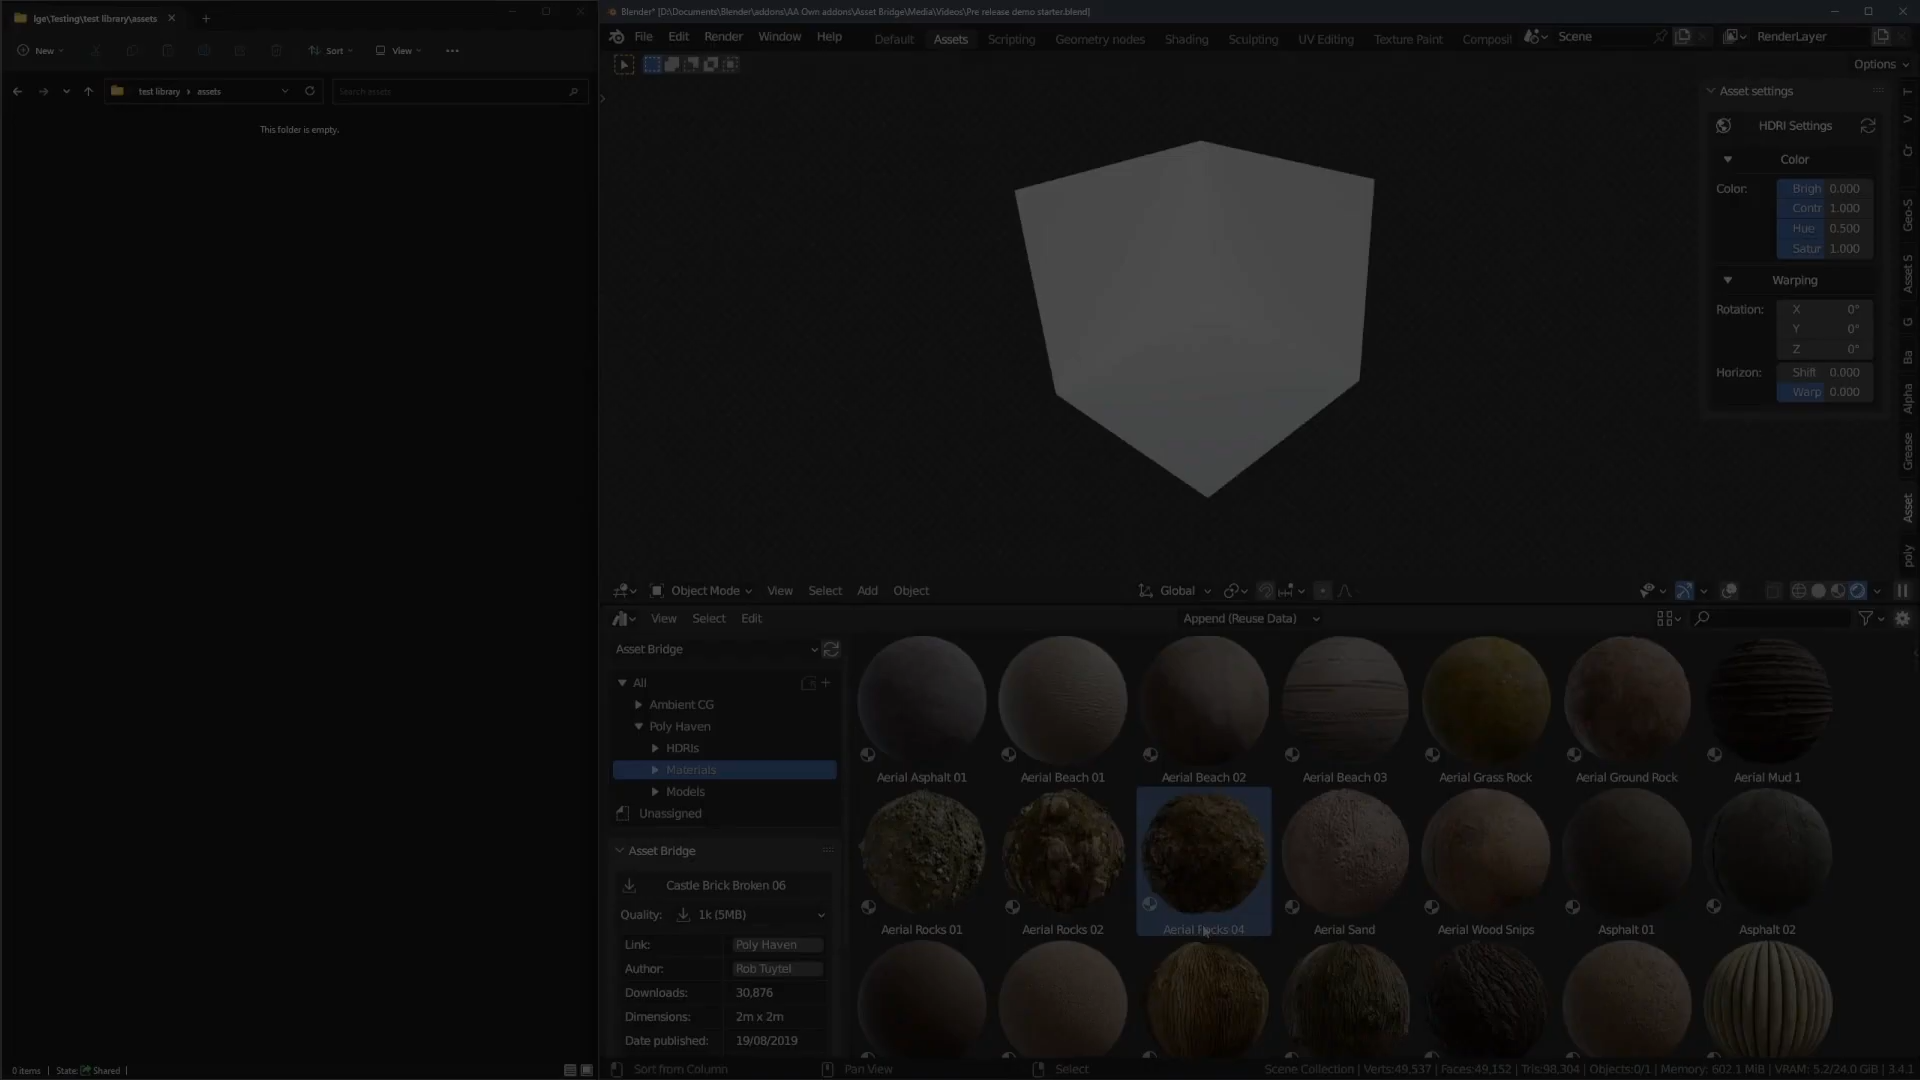 lge\Testing\test library\assets
New
Sort
View
test library > assets
Search assets
This folder is empty.
0 items
State:
Shared
Blender* [D:\Documents\Blender\addons\AA Own addons\Asset Bridge\Media\Videos\Pre release demo starter.blend]
File Edit Render Window Help
Default Assets Scripting Geometry nodes Shading Sculpting UV Editing Texture Paint Composit
Scene
RenderLayer
Options
Asset settings
HDRI Settings
Color
Color: Brigh 0.000
Contr 1.000
Hue 0.500
Satur 1.000
Warping
Rotation: X 0°
Y 0°
Z 0°
Horizon: Shift 0.000
Warp 0.000
T
V
Cr
Geo-S
Asset S
G
Ba
Alpha
Grease
Asset
poly
Object Mode View Select Add Object
Global
View Select Edit
Append (Reuse Data)
Asset Bridge
All
Ambient CG
Poly Haven
HDRIs
Materials
Models
Unassigned
Asset Bridge
Castle Brick Broken 06
Quality: 1k (5MB)
Link: Poly Haven
Author: Rob Tuytel
Downloads: 30,876
Dimensions: 2m x 2m
Date published: 19/08/2019
Aerial Asphalt 01 Aerial Beach 01 Aerial Beach 02 Aerial Beach 03 Aerial Grass Rock Aerial Ground Rock Aerial Mud 1
Aerial Rocks 01 Aerial Rocks 02 Aerial Rocks 04 Aerial Sand Aerial Wood Snips Asphalt 01 Asphalt 02
Sort from Column
Pan View
Select
Scene Collection | Verts:49,537 | Faces:49,152 | Tris:98,304 | Objects:0/1 | Memory: 602.1 MiB | VRAM: 5.2/24.0 GiB | 3.4.1